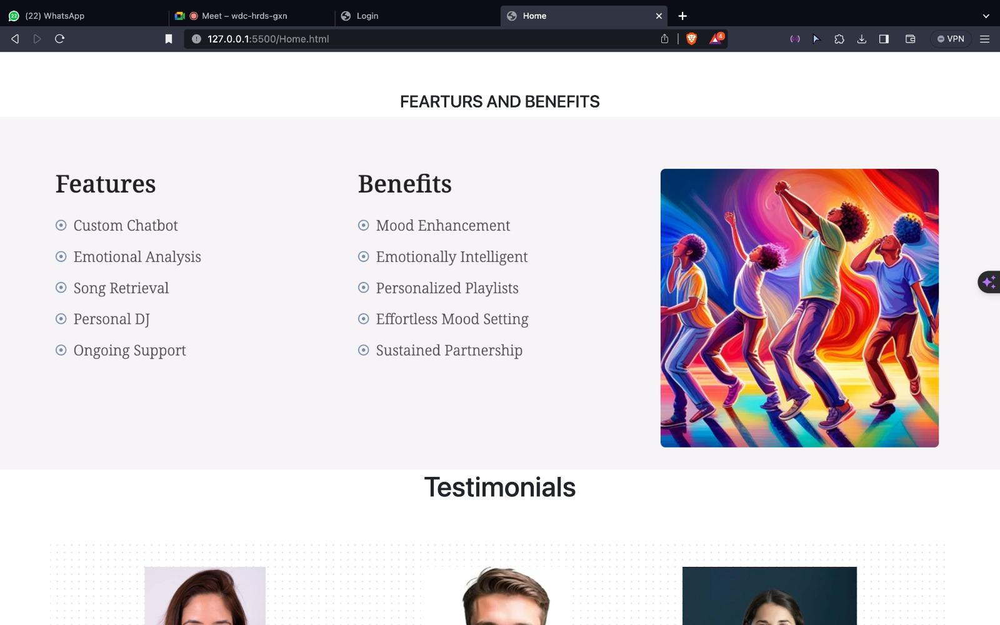 (22) WhatsApp
Meet – wdc-hrds-gxn
Login
Home
127.0.0.1:5500/Home.html
4
VPN
22
FEARTURS AND BENEFITS
Features
Custom Chatbot
Emotional Analysis
Song Retrieval
Personal DJ
Ongoing Support
Benefits
Mood Enhancement
Emotionally Intelligent
Personalized Playlists
Effortless Mood Setting
Sustained Partnership
Testimonials